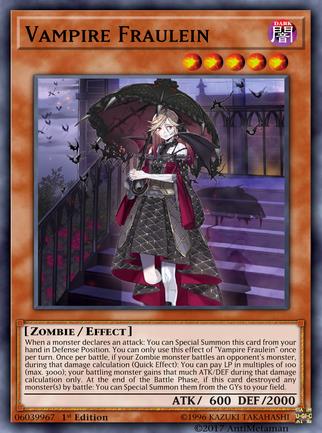 Vampire Fraulein
DARK
闇
[Zombie / Effect]
When a monster declares an attack: You can Special Summon this card from your
hand in Defense Position. You can only use this effect of "Vampire Fraulein" once
per turn. Once per battle, if your Zombie monster battles an opponent's monster,
during that damage calculation (Quick Effect): You can pay LP in multiples of 100
(max. 3000); your battling monster gains that much ATK/DEF during that damage
calculation only. At the end of the Battle Phase, if this card destroyed any
monster(s) by battle: You can Special Summon them from the GYs to your field.
ATK/ 600 DEF/2000
06039967 1st Edition ©1996 KAZUKI TAKAHASHI
©2017 AntiMetaman